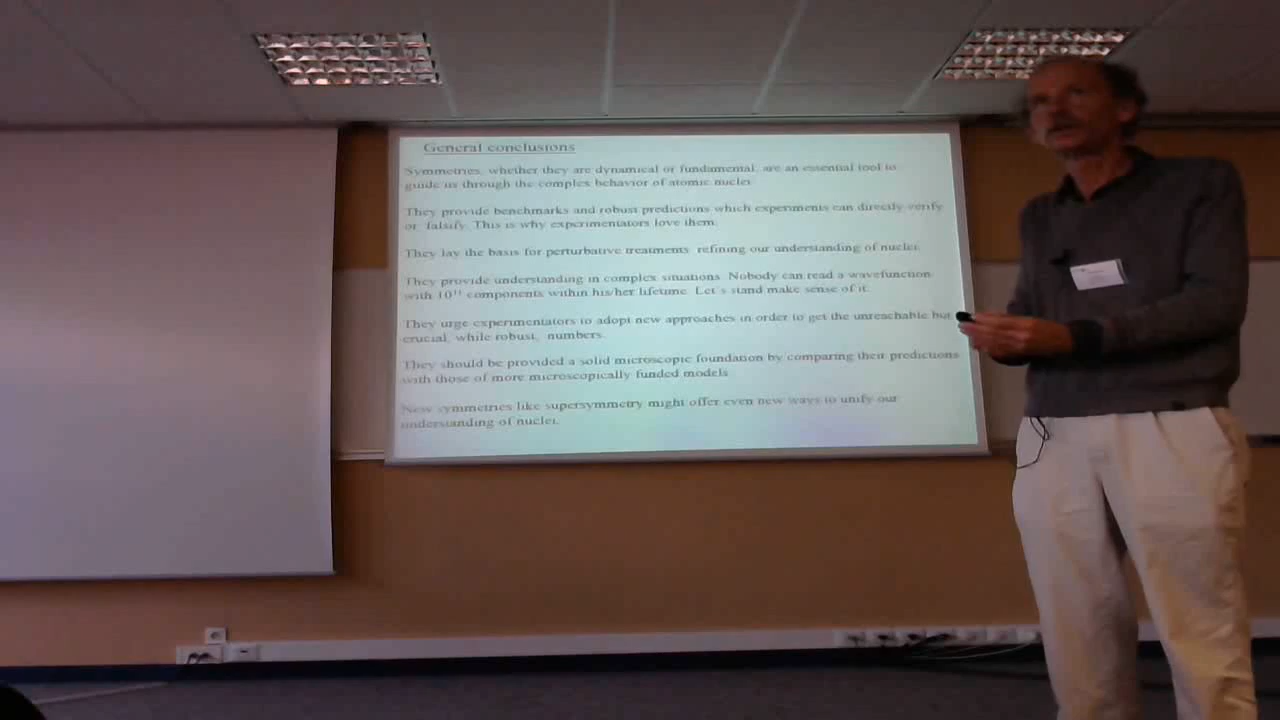 General conclusions
Symmetries, whether they are dynamical or fundamental, are an essential tool to
guide us through the complex behavior of atomic nuclei
They provide benchmarks and robust predictions which experiments can directly verify
or falsify. This is why experimentators love them.
They lay the basis for perturbative treatments refining our understanding of nuclei.
They provide understanding in complex situations. Nobody can read a wavefunction
with components within his/her lifetime. Let's stand make sense of it.
They urge experimentators to adopt new approaches in order to get the unreachable but
crucial, while robust, numbers.
They should be provided a solid microscopic foundation by comparing their predictions
with those of more microscopically funded models
New symmetries like supersymmetry might offer even new ways to unify our
understanding of nuclei.